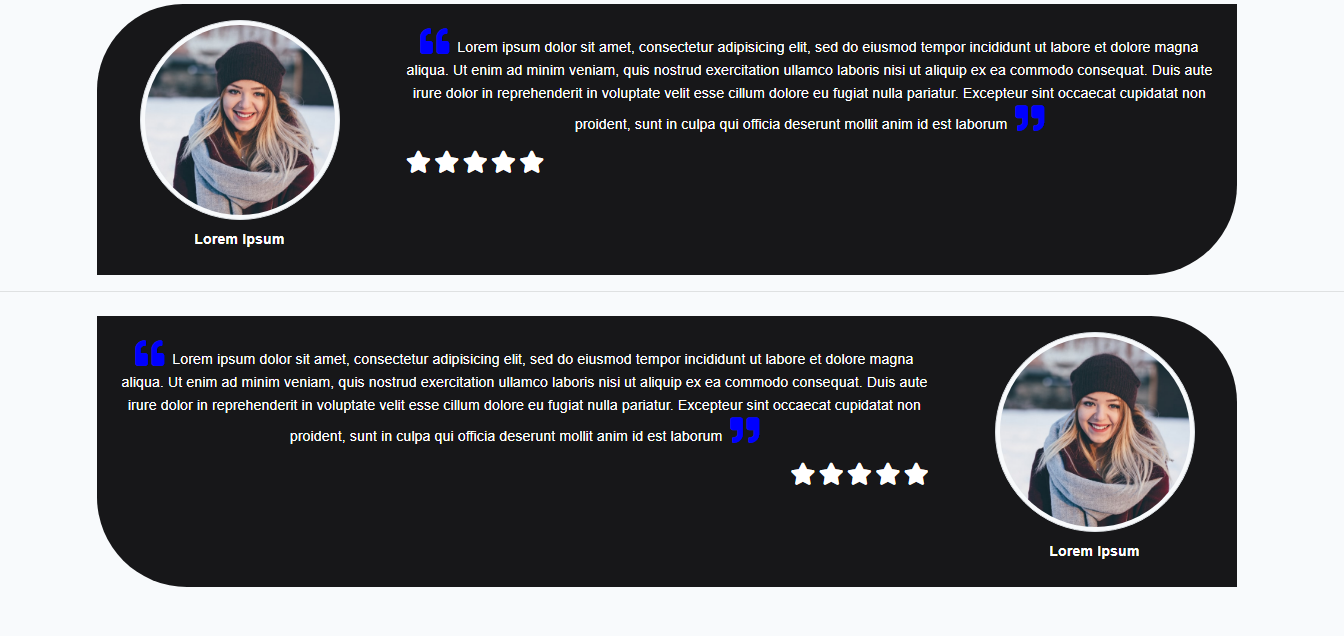 ❝ Lorem ipsum dolor sit amet, consectetur adipisicing elit, sed do eiusmod tempor incididunt ut labore et dolore magna
aliqua. Ut enim ad minim veniam, quis nostrud exercitation ullamco laboris nisi ut aliquip ex ea commodo consequat. Duis aute
irure dolor in reprehenderit in voluptate velit esse cillum dolore eu fugiat nulla pariatur. Excepteur sint occaecat cupidatat non
proident, sunt in culpa qui officia deserunt mollit anim id est laborum ❞
Lorem Ipsum
❝ Lorem ipsum dolor sit amet, consectetur adipisicing elit, sed do eiusmod tempor incididunt ut labore et dolore magna
aliqua. Ut enim ad minim veniam, quis nostrud exercitation ullamco laboris nisi ut aliquip ex ea commodo consequat. Duis aute
irure dolor in reprehenderit in voluptate velit esse cillum dolore eu fugiat nulla pariatur. Excepteur sint occaecat cupidatat non
proident, sunt in culpa qui officia deserunt mollit anim id est laborum ❞
Lorem Ipsum